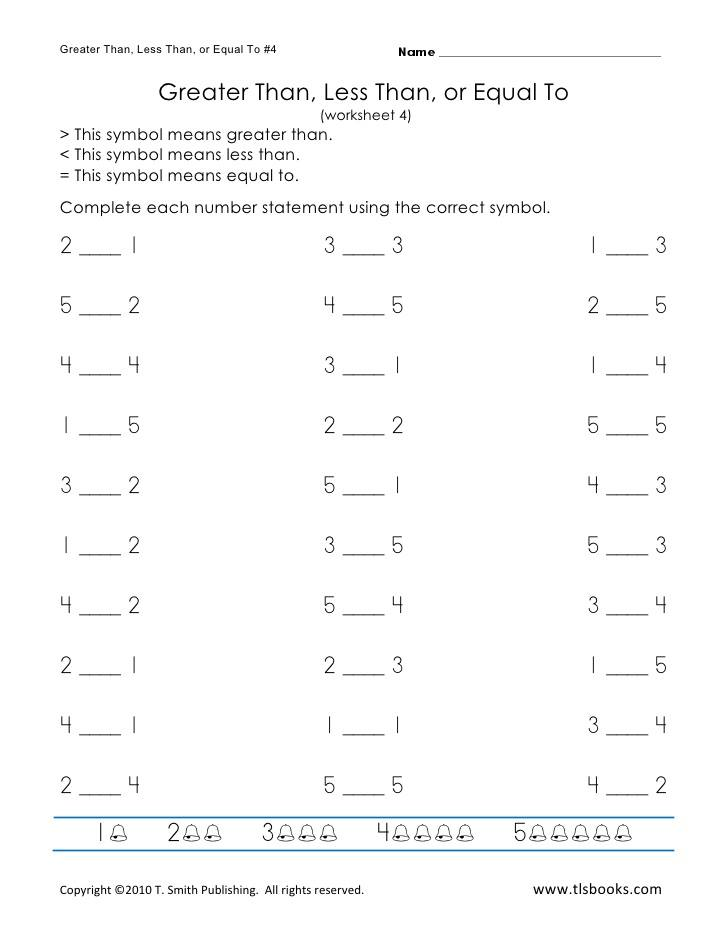 Greater Than, Less Than, or Equal To #4 Name ____________________
Greater Than, Less Than, or Equal To
(worksheet 4)
> This symbol means greater than.
< This symbol means less than.
= This symbol means equal to.
Complete each number statement using the correct symbol.
2 ____ 1 3 ____ 3 1 ____ 3
5 ____ 2 4 ____ 5 2 ____ 5
4 ____ 4 3 ____ 1 1 ____ 4
1 ____ 5 2 ____ 2 5 ____ 5
3 ____ 2 5 ____ 1 4 ____ 3
1 ____ 2 3 ____ 5 5 ____ 3
4 ____ 2 5 ____ 4 3 ____ 4
2 ____ 1 2 ____ 3 1 ____ 5
4 ____ 1 1 ____ 1 3 ____ 4
2 ____ 4 5 ____ 5 4 ____ 2
1 2 3 4 5
Copyright ©2010 T. Smith Publishing. All rights reserved. www.tlsbooks.com